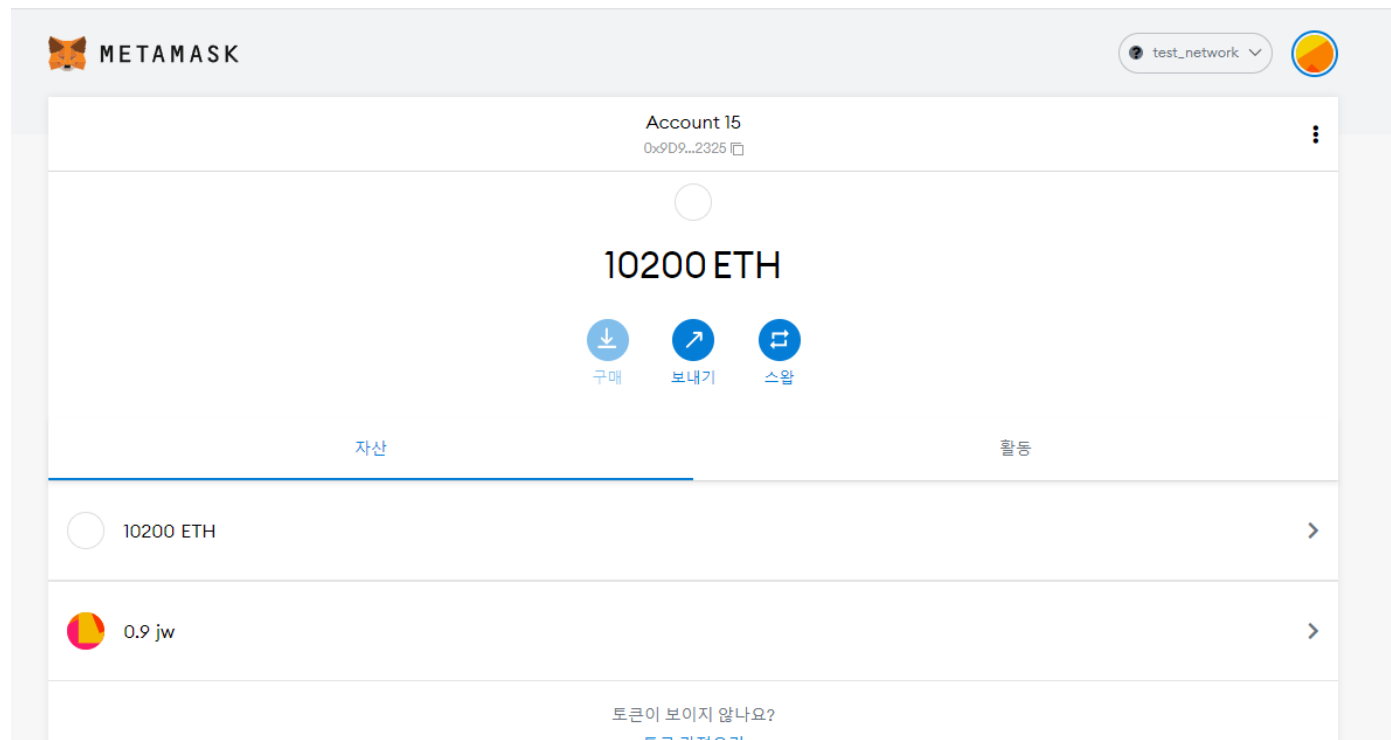 METAMASK
test_network
Account 15
0x9D9...2325
10200 ETH
구매 보내기 스왑
자산 활동
10200 ETH
0.9 jw
토큰이 보이지 않나요?